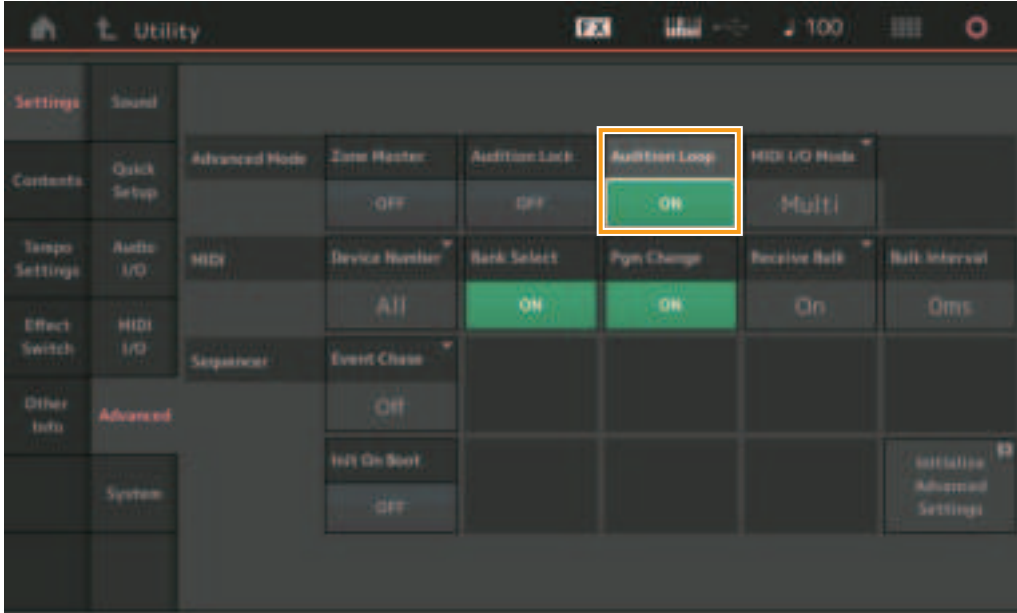 Utility
FX
100
Settings
Sound
Advanced Mode
Zone Master
Audition Lock
Audition Loop
MIDI I/O Mode
Contents
Quick
Setup
OFF
OFF
ON
Multi
Tempo
Settings
Audio
I/O
MIDI
Device Number
Bank Select
Pgm Change
Receive Bulk
Bulk Interval
All
ON
ON
On
0ms
Effect
Switch
MIDI
I/O
Sequencer
Event Chase
Off
Other
Info
Advanced
Init On Boot
OFF
Initialize
Advanced
Settings
System